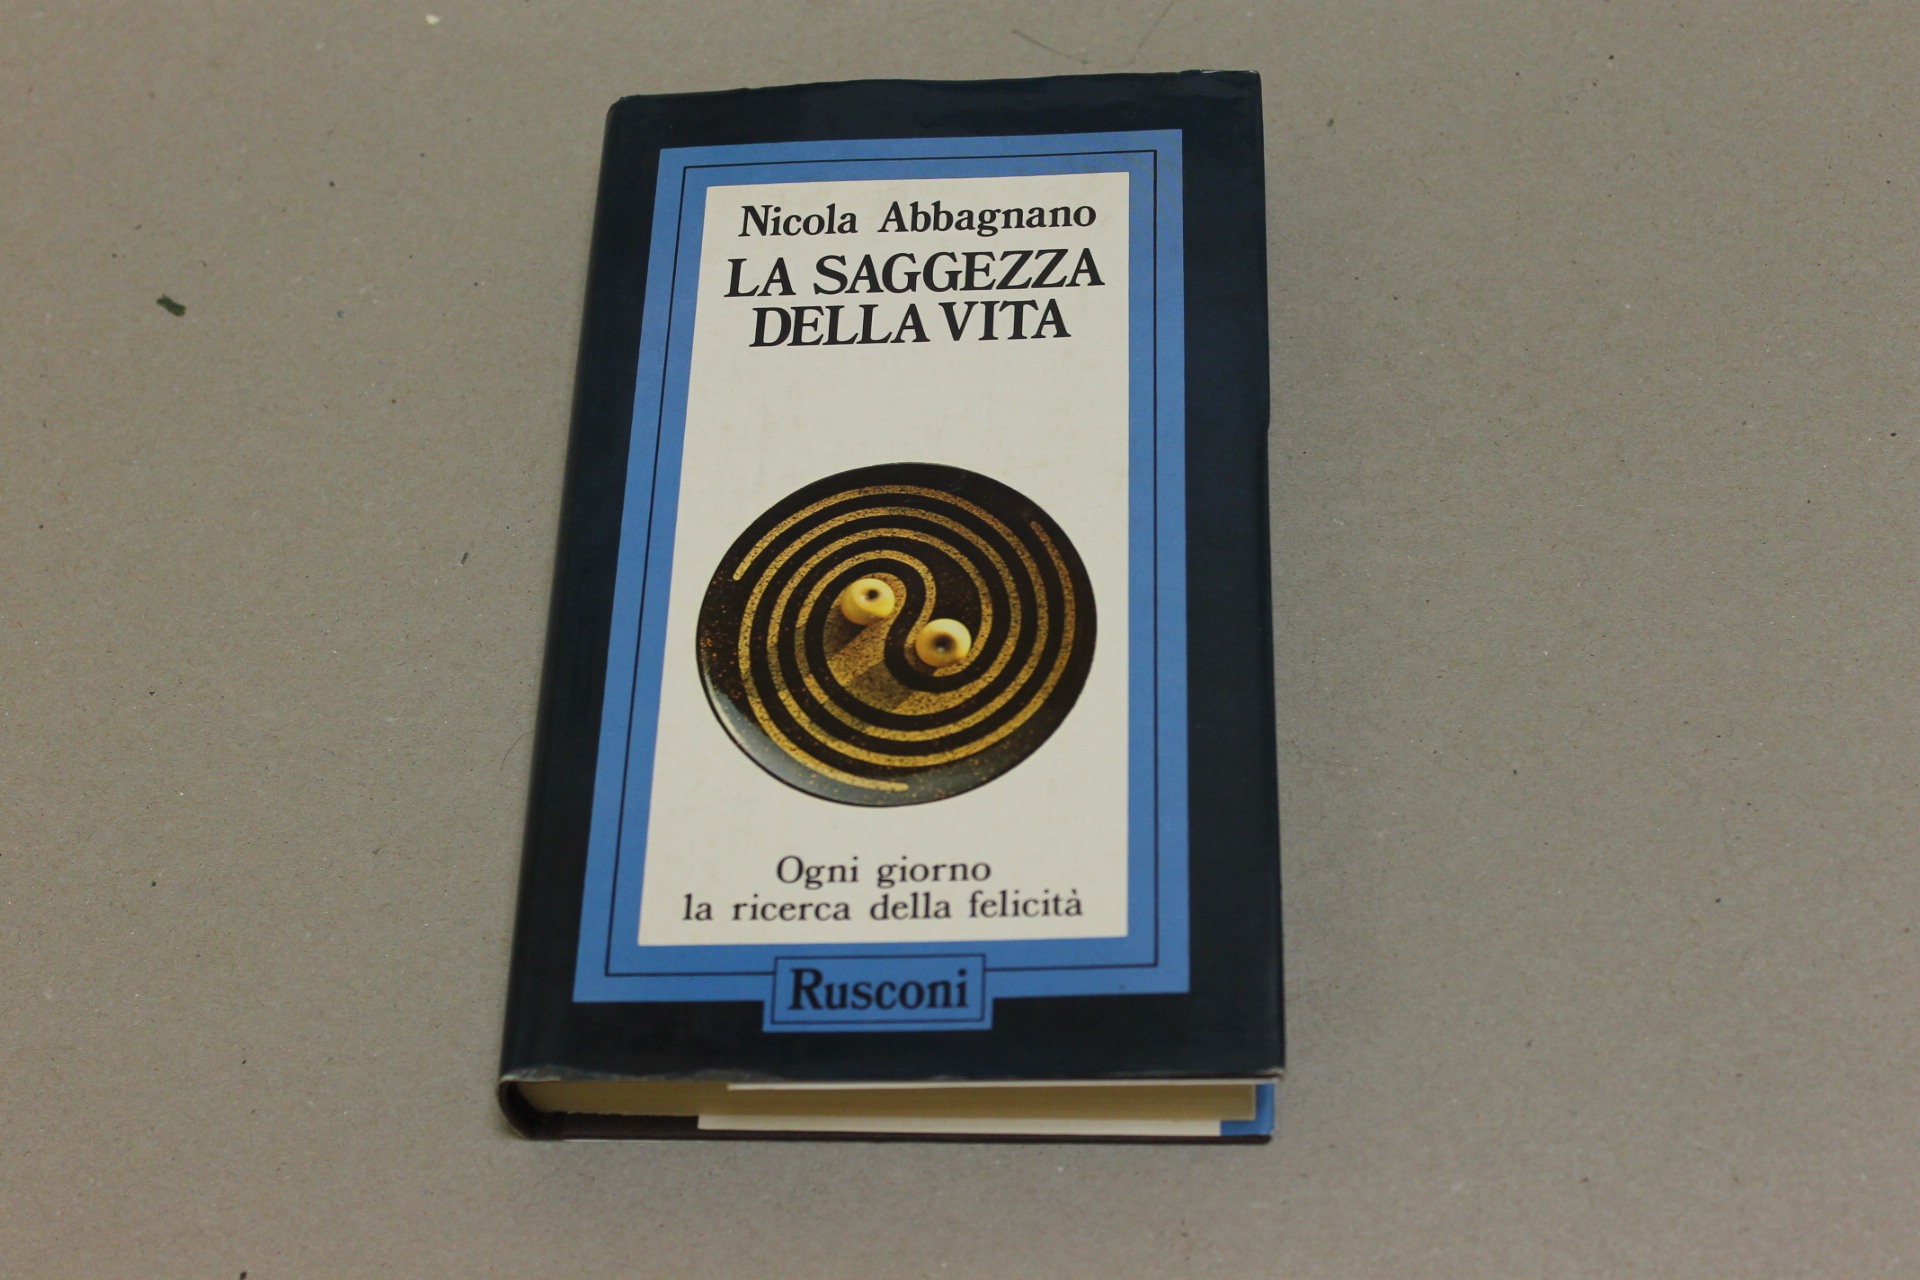 Nicola Abbagnano
LA SAGGEZZA
DELLA VITA
Ogni giorno
la ricerca della felicità
Rusconi